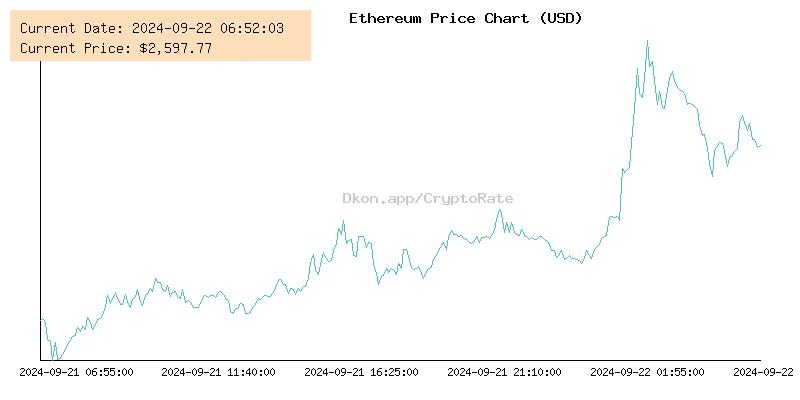 Ethereum Price Chart (USD)
Current Date: 2024-09-22 06:52:03
Current Price: $2,597.77
Dkon.app/CryptoRate
2024-09-21 06:55:00 2024-09-21 11:40:00 2024-09-21 16:25:00 2024-09-21 21:10:00 2024-09-22 01:55:00 2024-09-22